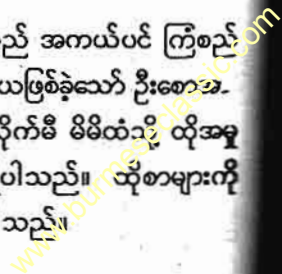 ည် အကယ်ပင် ကြံစည်
ယဖြစ်ခဲ့သော် ဦးစောအ-
ိုက်မီ မိမိထံသို့ ထိုအမှု
ပါသည်။ ထိုစာများကို
သည်။
www.burmeseclassic.com